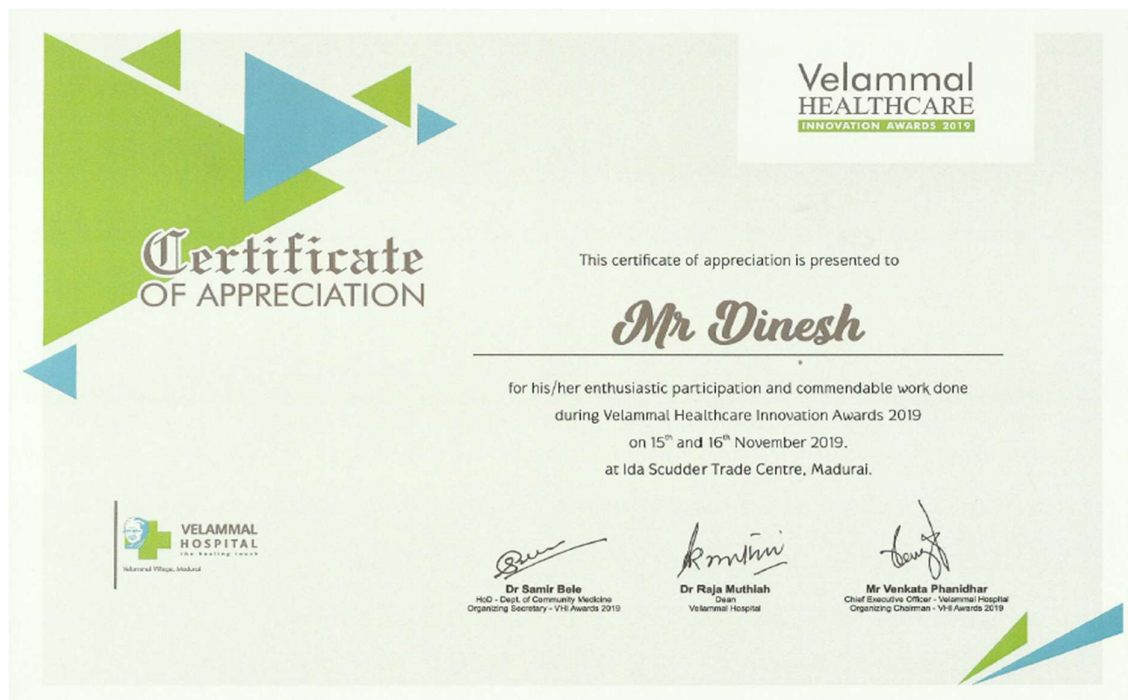 Velammal
HEALTHCARE
INNOVATION AWARDS 2019
Certificate
OF APPRECIATION
This certificate of appreciation is presented to
Mr Dinesh
for his/her enthusiastic participation and commendable work done
during Velammal Healthcare Innovation Awards 2019
on 15th and 16th November 2019.
at Ida Scudder Trade Centre, Madurai.
VELAMMAL
HOSPITAL
the healing touch
Velammal Village, Madurai
Dr Samir Bele
HoD - Dept. of Community Medicine
Organizing Secretary - VHI Awards 2019
Dr Raja Muthiah
Dean
Velammal Hospital
Mr Venkata Phanidhar
Chief Executive Officer - Velammal Hospital
Organizing Chairman - VHI Awards 2019